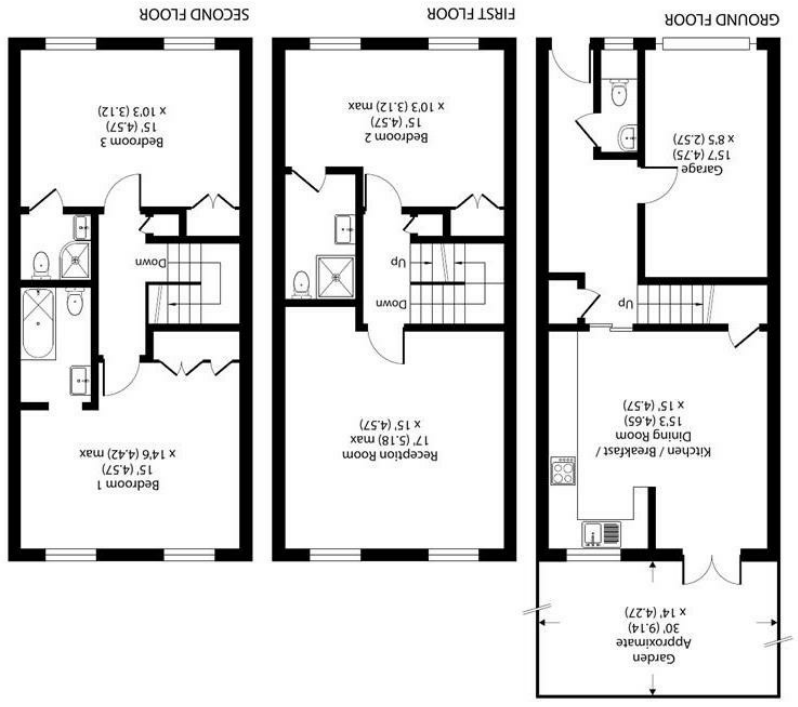 Garden
Approximate
30' (9.14)
x 14' (4.27)
Kitchen / Breakfast /
Dining Room
15'3 (4.65)
x 15' (4.57)
Up
Garage
15'7 (4.75)
x 8'5 (2.57)
GROUND FLOOR
Reception Room
17' (5.18) max
x 15' (4.57)
Down
Up
Bedroom 2
15' (4.57)
x 10'3 (3.12) max
FIRST FLOOR
Bedroom 1
15' (4.57)
x 14'6 (4.42) max
Down
Bedroom 3
15' (4.57)
x 10'3 (3.12)
SECOND FLOOR